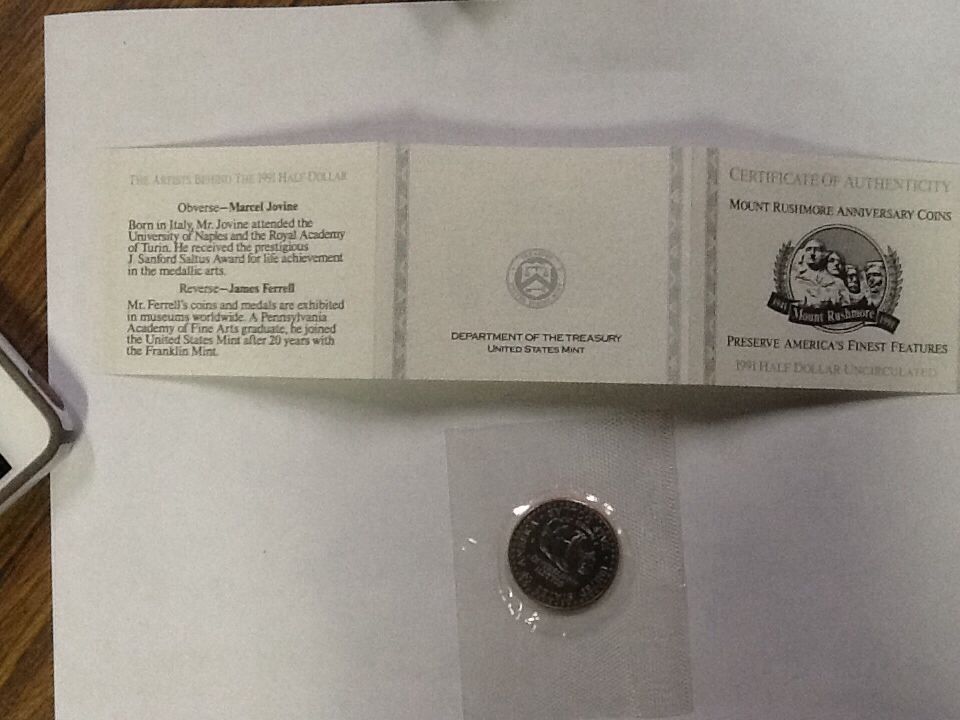 THE ARTISTS BEHIND THE 1991 HALF DOLLAR
Obverse—Marcel Jovine
Born in Italy, Mr. Jovine attended the
University of Naples and the Royal Academy
of Turin. He received the prestigious
J. Sanford Saltus Award for life achievement
in the medallic arts.
Reverse—James Ferrell
Mr. Ferrell's coins and medals are exhibited
in museums worldwide. A Pennsylvania
Academy of Fine Arts graduate, he joined
the United States Mint after 20 years with
the Franklin Mint.
DEPARTMENT OF THE TREASURY
UNITED STATES MINT
CERTIFICATE OF AUTHENTICITY
MOUNT RUSHMORE ANNIVERSARY COINS
1941 Mount Rushmore 1991
PRESERVE AMERICA'S FINEST FEATURES
1991 HALF DOLLAR UNCIRCULATED